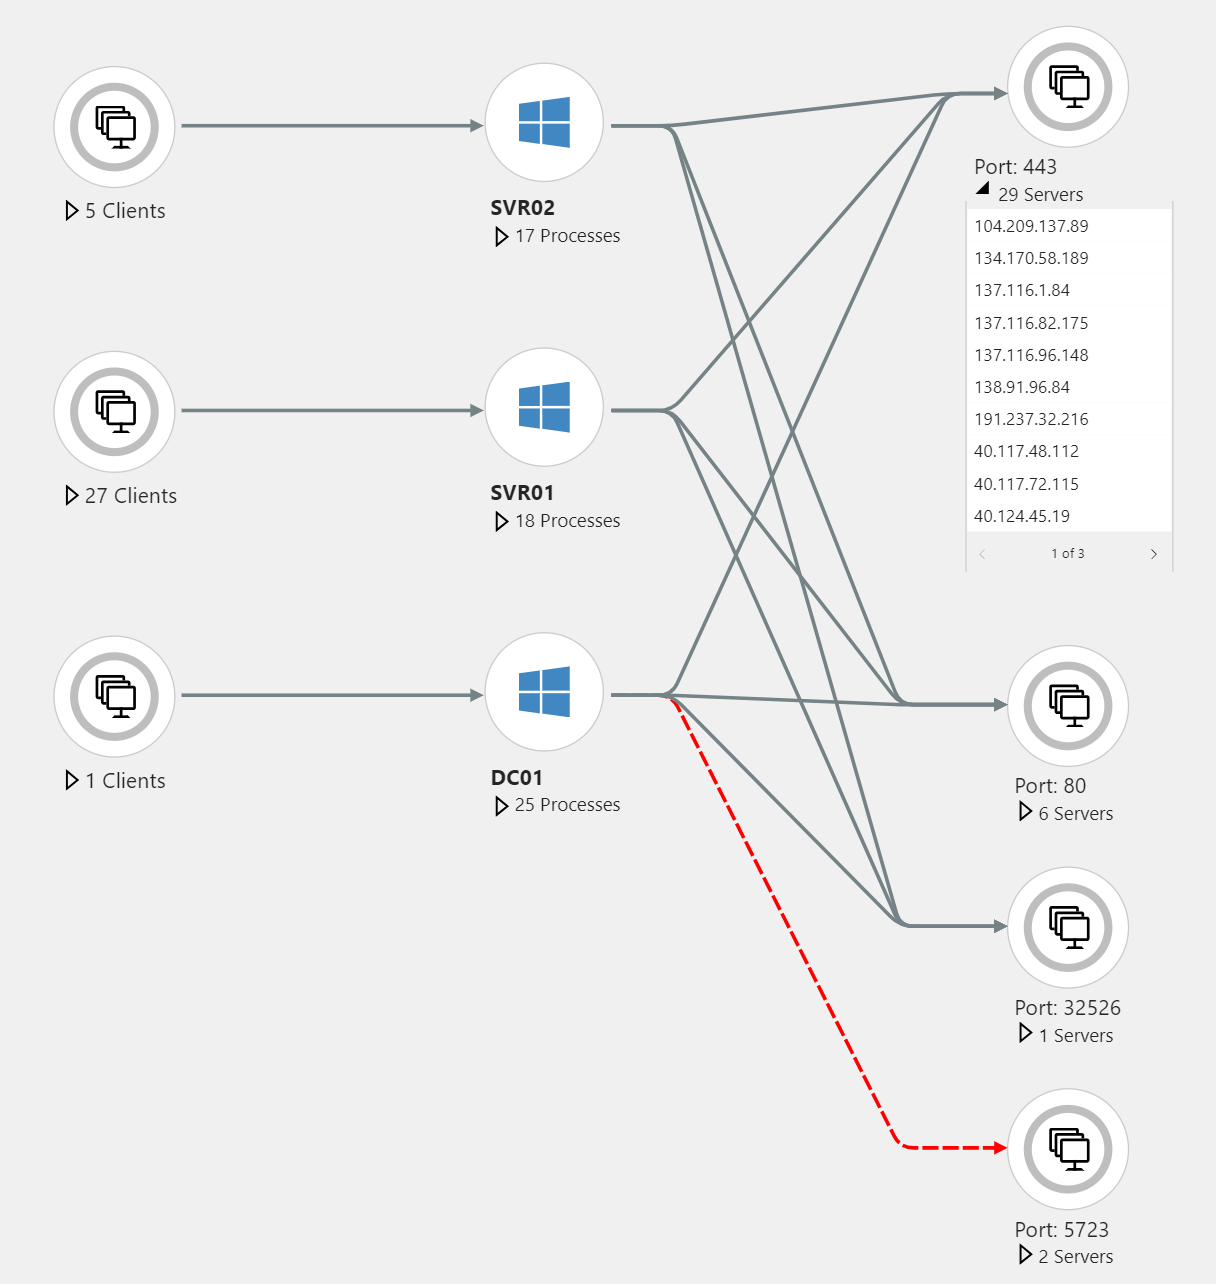 5 Clients
SVR02
17 Processes
27 Clients
SVR01
18 Processes
1 Clients
DC01
25 Processes
Port: 443
29 Servers
104.209.137.89
134.170.58.189
137.116.1.84
137.116.82.175
137.116.96.148
138.91.96.84
191.237.32.216
40.117.48.112
40.117.72.115
40.124.45.19
1 of 3
Port: 80
6 Servers
Port: 32526
1 Servers
Port: 5723
2 Servers